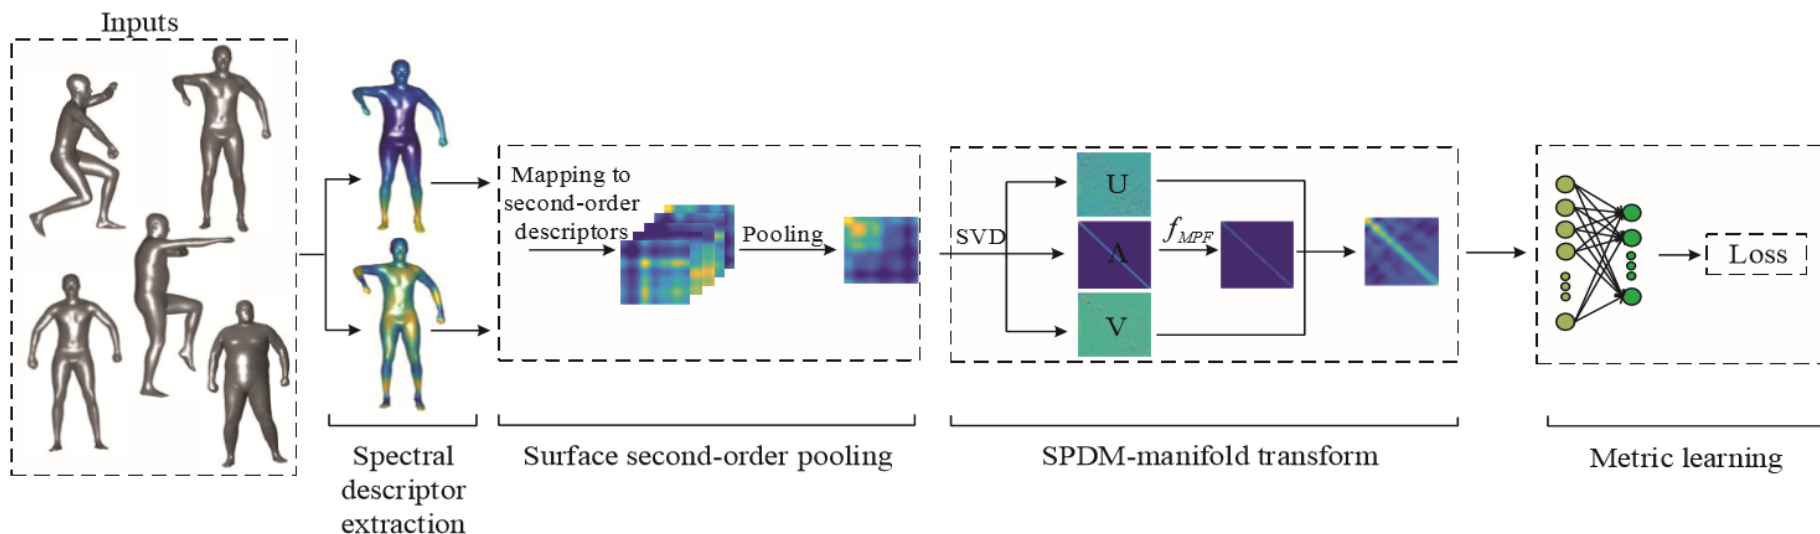 Inputs
Mapping to
second-order
descriptors
Pooling
SVD
U
Λ
V
f_MPF
Loss
Spectral
descriptor
extraction
Surface second-order pooling
SPDM-manifold transform
Metric learning